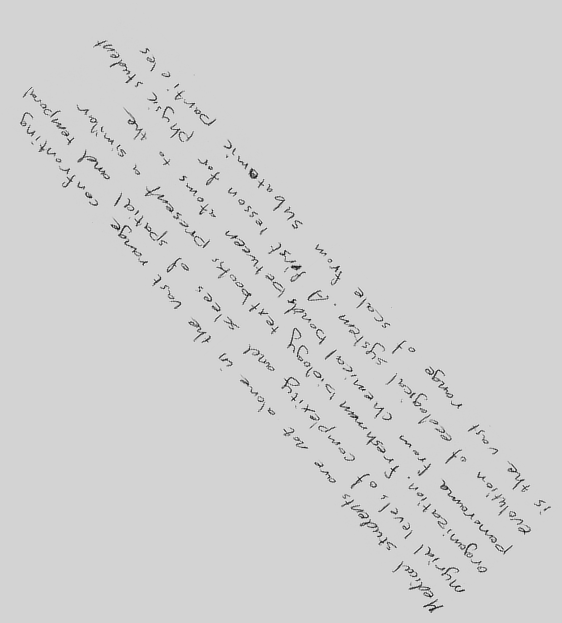 Medical students are not alone in the vast range confronting
myriad levels of complexity and slees of spatial and temporal
organization. Freshman biology textbooks present a similar
panorama from chemical bonds between atoms to the
evolution of ecological system. A first lesson for physic student
is the vast range of scale from subatomic particles